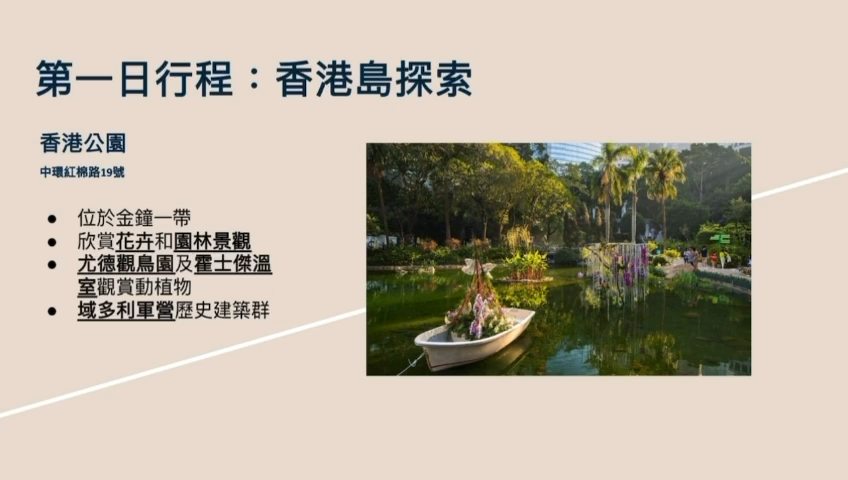 第一日行程：香港島探索
香港公園
中環紅棉路19號
● 位於金鐘一帶
● 欣賞花卉和園林景觀
● 尤德觀鳥園及霍士傑溫
室觀賞動植物
● 域多利軍營歷史建築群